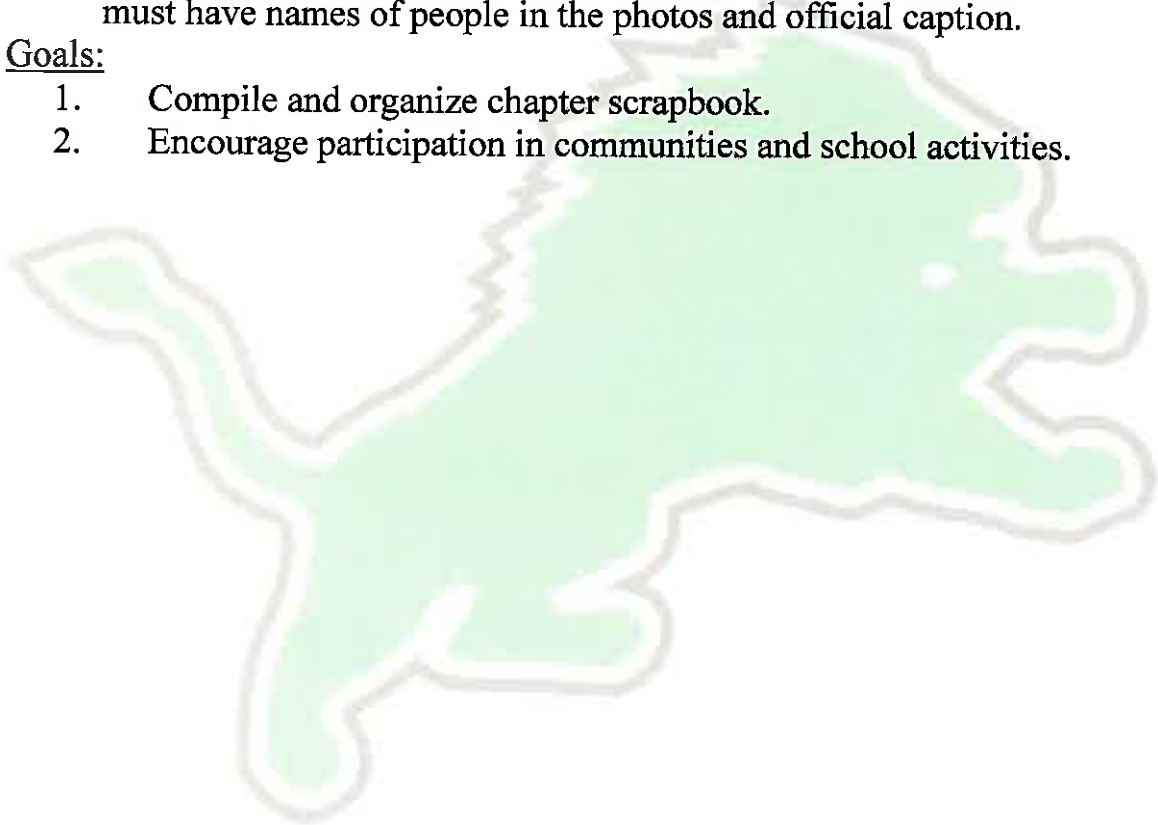 must have names of people in the photos and official caption.
Goals:
1. Compile and organize chapter scrapbook.
2. Encourage participation in communities and school activities.